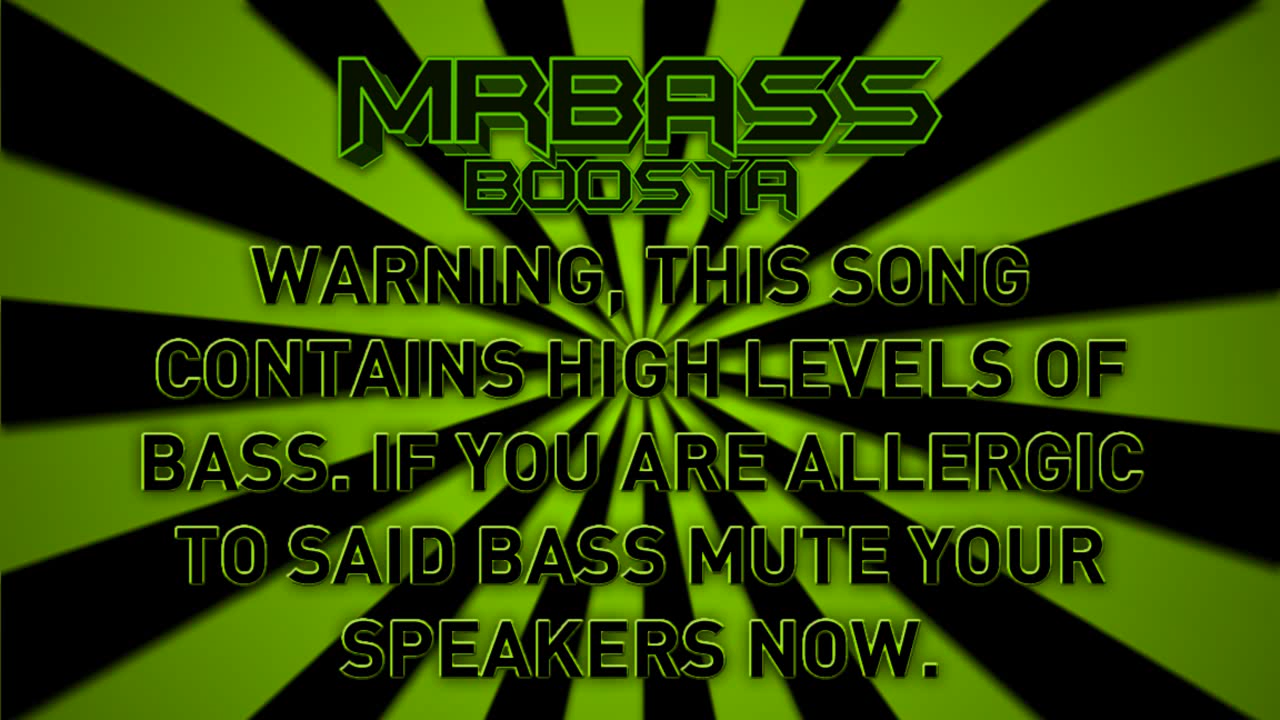 MRBASS
BOOSTA
WARNING, THIS SONG
CONTAINS HIGH LEVELS OF
BASS. IF YOU ARE ALLERGIC
TO SAID BASS MUTE YOUR
SPEAKERS NOW.